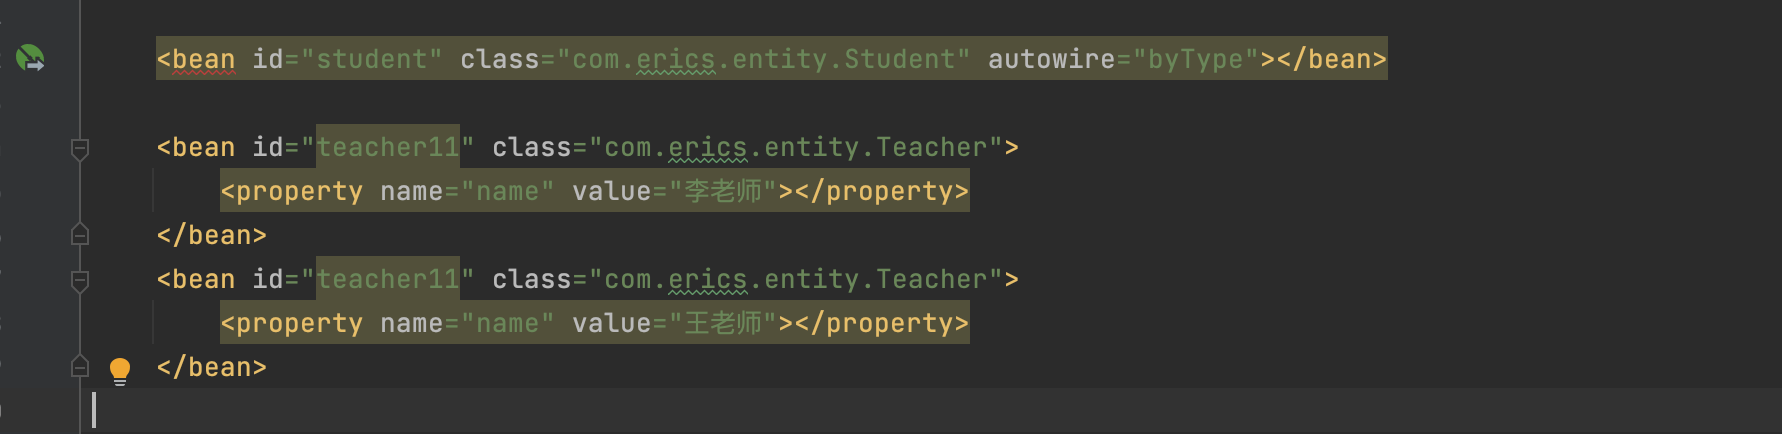 <bean id="student" class="com.erics.entity.Student" autowire="byType"></bean>
<bean id="teacher11" class="com.erics.entity.Teacher">
<property name="name" value="李老师"></property>
</bean>
<bean id="teacher11" class="com.erics.entity.Teacher">
<property name="name" value="王老师"></property>
</bean>